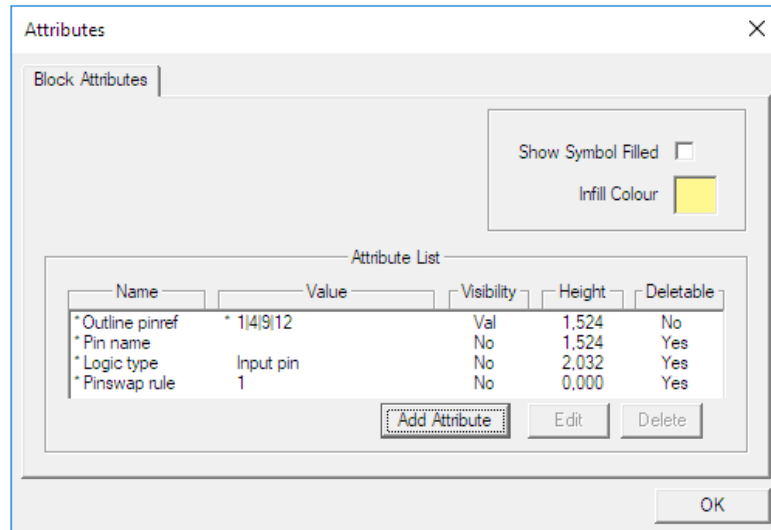 Attributes
Block Attributes
Show Symbol Filled
Infill Colour
Attribute List
Name Value Visibility Height Deletable
* Outline pinref * 1|4|9|12 Val 1,524 No
* Pin name No 1,524 Yes
* Logic type Input pin No 2,032 Yes
* Pinswap rule 1 No 0,000 Yes
Add Attribute Edit Delete
OK